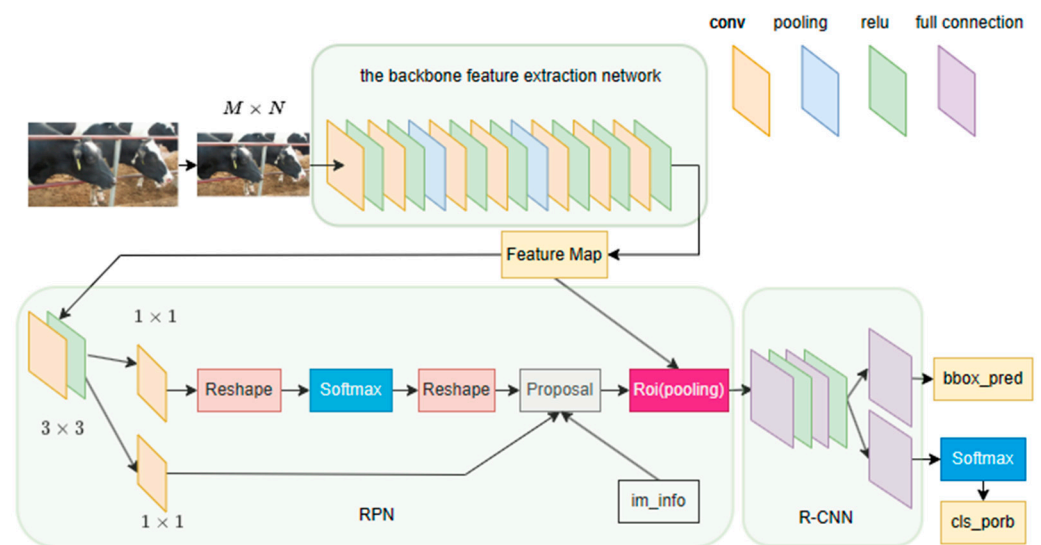 conv pooling relu full connection
the backbone feature extraction network
M × N
Feature Map
1 × 1
Reshape Softmax Reshape Proposal Roi(pooling)
bbox_pred
3 × 3
Softmax
im_info
1 × 1
RPN
R-CNN
cls_porb